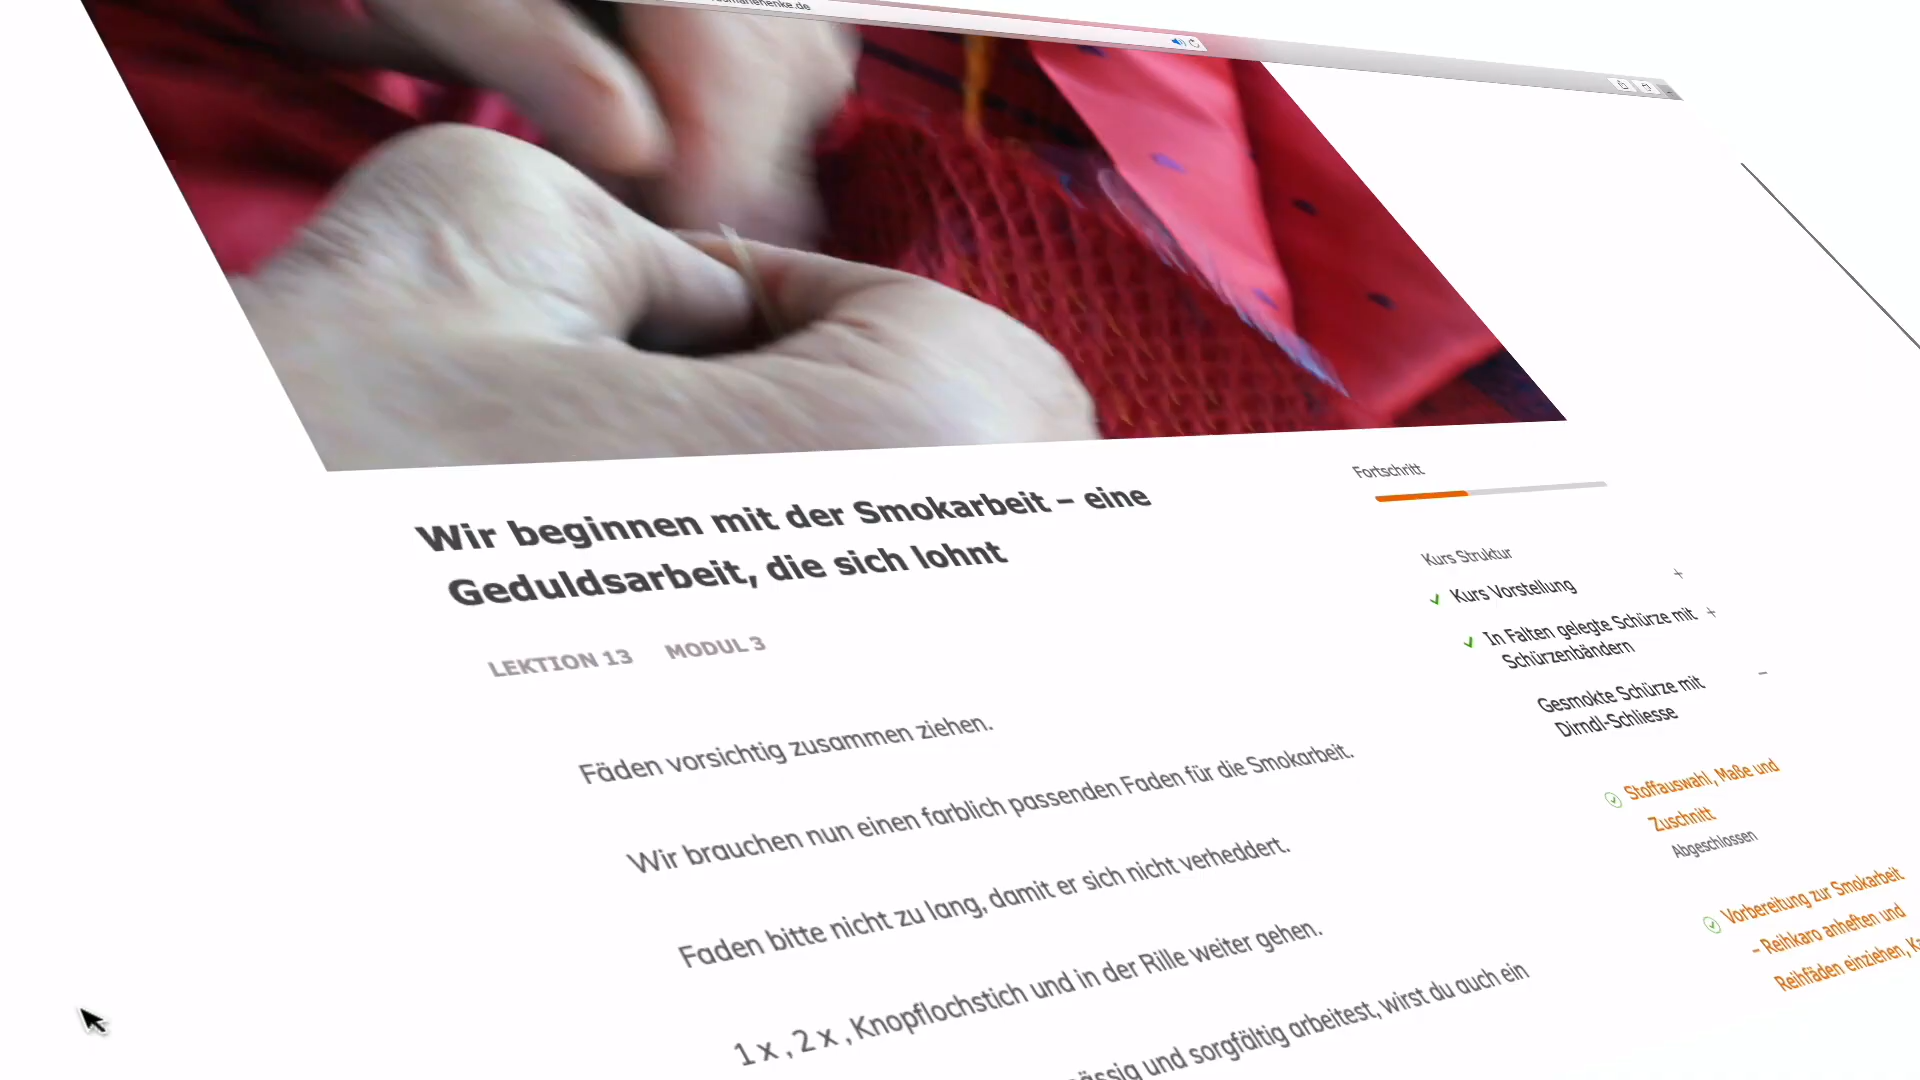 Wir beginnen mit der Smokarbeit – eine
Geduldsarbeit, die sich lohnt
LEKTION 13 MODUL 3
Fäden vorsichtig zusammen ziehen.
Wir brauchen nun einen farblich passenden Faden für die Smokarbeit.
Faden bitte nicht zu lang, damit er sich nicht verheddert.
1 x , 2 x , Knopflochstich und in der Rille weiter gehen.
und sorgfältig arbeitest, wirst du auch ein
Fortschritt
Kurs Struktur
Kurs Vorstellung +
In Falten gelegte Schürze mit +
Schürzenbändern
Gesmokte Schürze mit –
Dirndl-Schliesse
Stoffauswahl, Maße und
Zuschnitt
Abgeschlossen
Vorbereitung zur Smokarbeit
– Reihkaro anheften und
Reihfäden einziehen,